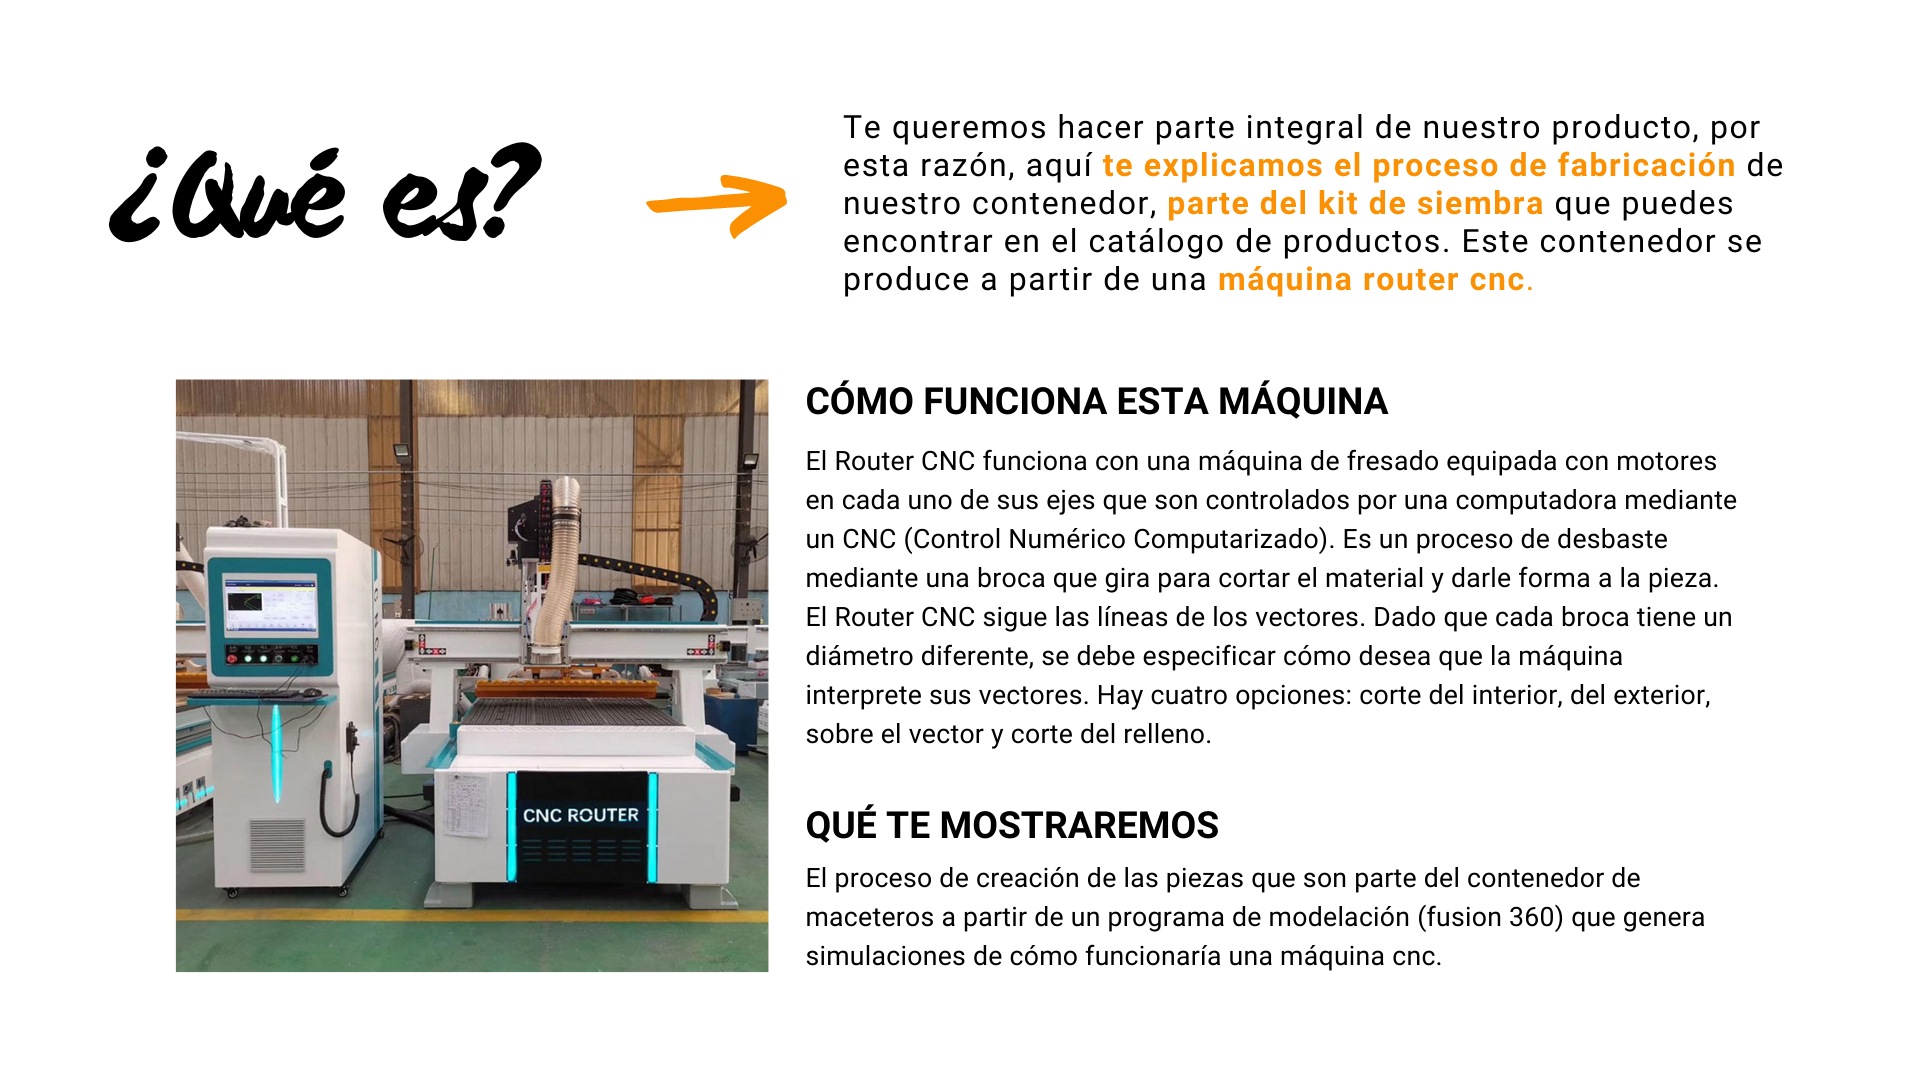 ¿Qué es?
Te queremos hacer parte integral de nuestro producto, por
esta razón, aquí te explicamos el proceso de fabricación de
nuestro contenedor, parte del kit de siembra que puedes
encontrar en el catálogo de productos. Este contenedor se
produce a partir de una máquina router cnc.
CÓMO FUNCIONA ESTA MÁQUINA
El Router CNC funciona con una máquina de fresado equipada con motores
en cada uno de sus ejes que son controlados por una computadora mediante
un CNC (Control Numérico Computarizado). Es un proceso de desbaste
mediante una broca que gira para cortar el material y darle forma a la pieza.
El Router CNC sigue las líneas de los vectores. Dado que cada broca tiene un
diámetro diferente, se debe especificar cómo desea que la máquina
interprete sus vectores. Hay cuatro opciones: corte del interior, del exterior,
sobre el vector y corte del relleno.
CNC ROUTER
QUÉ TE MOSTRAREMOS
El proceso de creación de las piezas que son parte del contenedor de
maceteros a partir de un programa de modelación (fusion 360) que genera
simulaciones de cómo funcionaría una máquina cnc.